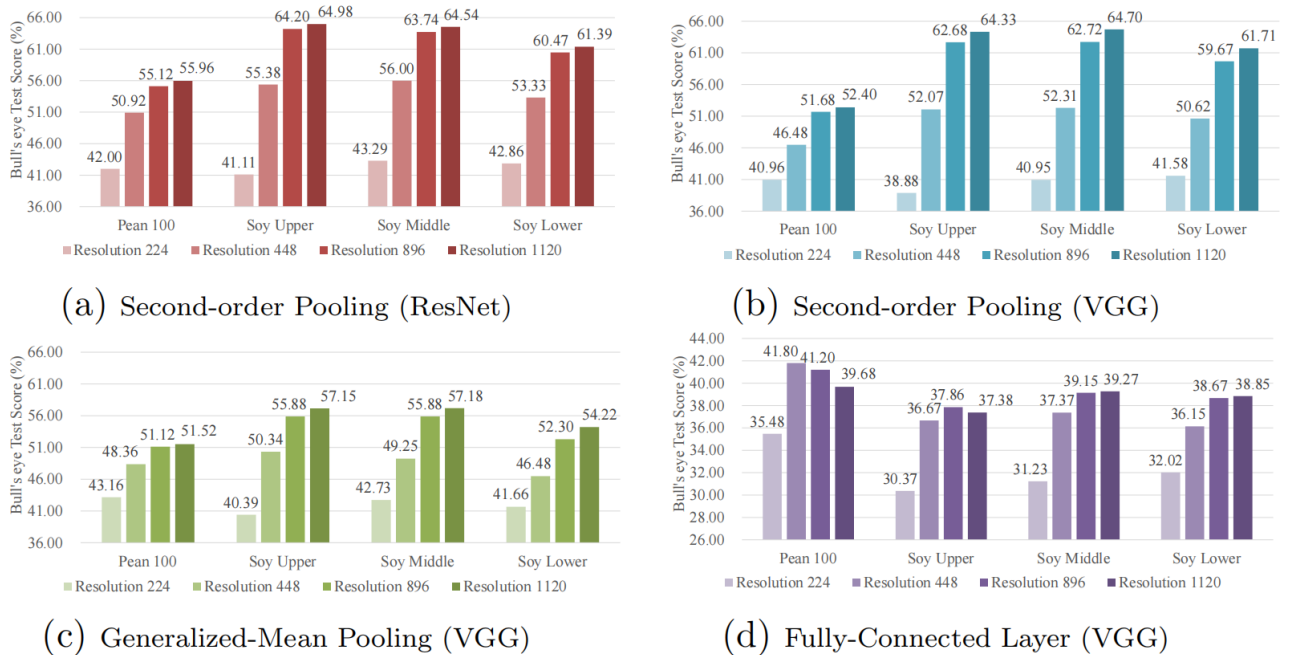 Bull's eye Test Score (%)
66.00
61.00
56.00
51.00
46.00
41.00
36.00
42.00 50.92 55.12 55.96
41.11 55.38 64.20 64.98
43.29 56.00 63.74 64.54
42.86 53.33 60.47 61.39
Pean 100 Soy Upper Soy Middle Soy Lower
Resolution 224 Resolution 448 Resolution 896 Resolution 1120
(a) Second-order Pooling (ResNet)
Bull's eye Test Score (%)
66.00
61.00
56.00
51.00
46.00
41.00
36.00
40.96 46.48 51.68 52.40
38.88 52.07 62.68 64.33
40.95 52.31 62.72 64.70
41.58 50.62 59.67 61.71
Pean 100 Soy Upper Soy Middle Soy Lower
Resolution 224 Resolution 448 Resolution 896 Resolution 1120
(b) Second-order Pooling (VGG)
Bull's eye Test Score (%)
66.00
61.00
56.00
51.00
46.00
41.00
36.00
43.16 48.36 51.12 51.52
40.39 50.34 55.88 57.15
42.73 49.25 55.88 57.18
41.66 46.48 52.30 54.22
Pean 100 Soy Upper Soy Middle Soy Lower
Resolution 224 Resolution 448 Resolution 896 Resolution 1120
(c) Generalized-Mean Pooling (VGG)
Bull's eye Test Score (%)
44.00
42.00
40.00
38.00
36.00
34.00
32.00
30.00
28.00
26.00
35.48 41.80 41.20 39.68
30.37 36.67 37.86 37.38
31.23 37.37 39.15 39.27
32.02 36.15 38.67 38.85
Pean 100 Soy Upper Soy Middle Soy Lower
Resolution 224 Resolution 448 Resolution 896 Resolution 1120
(d) Fully-Connected Layer (VGG)